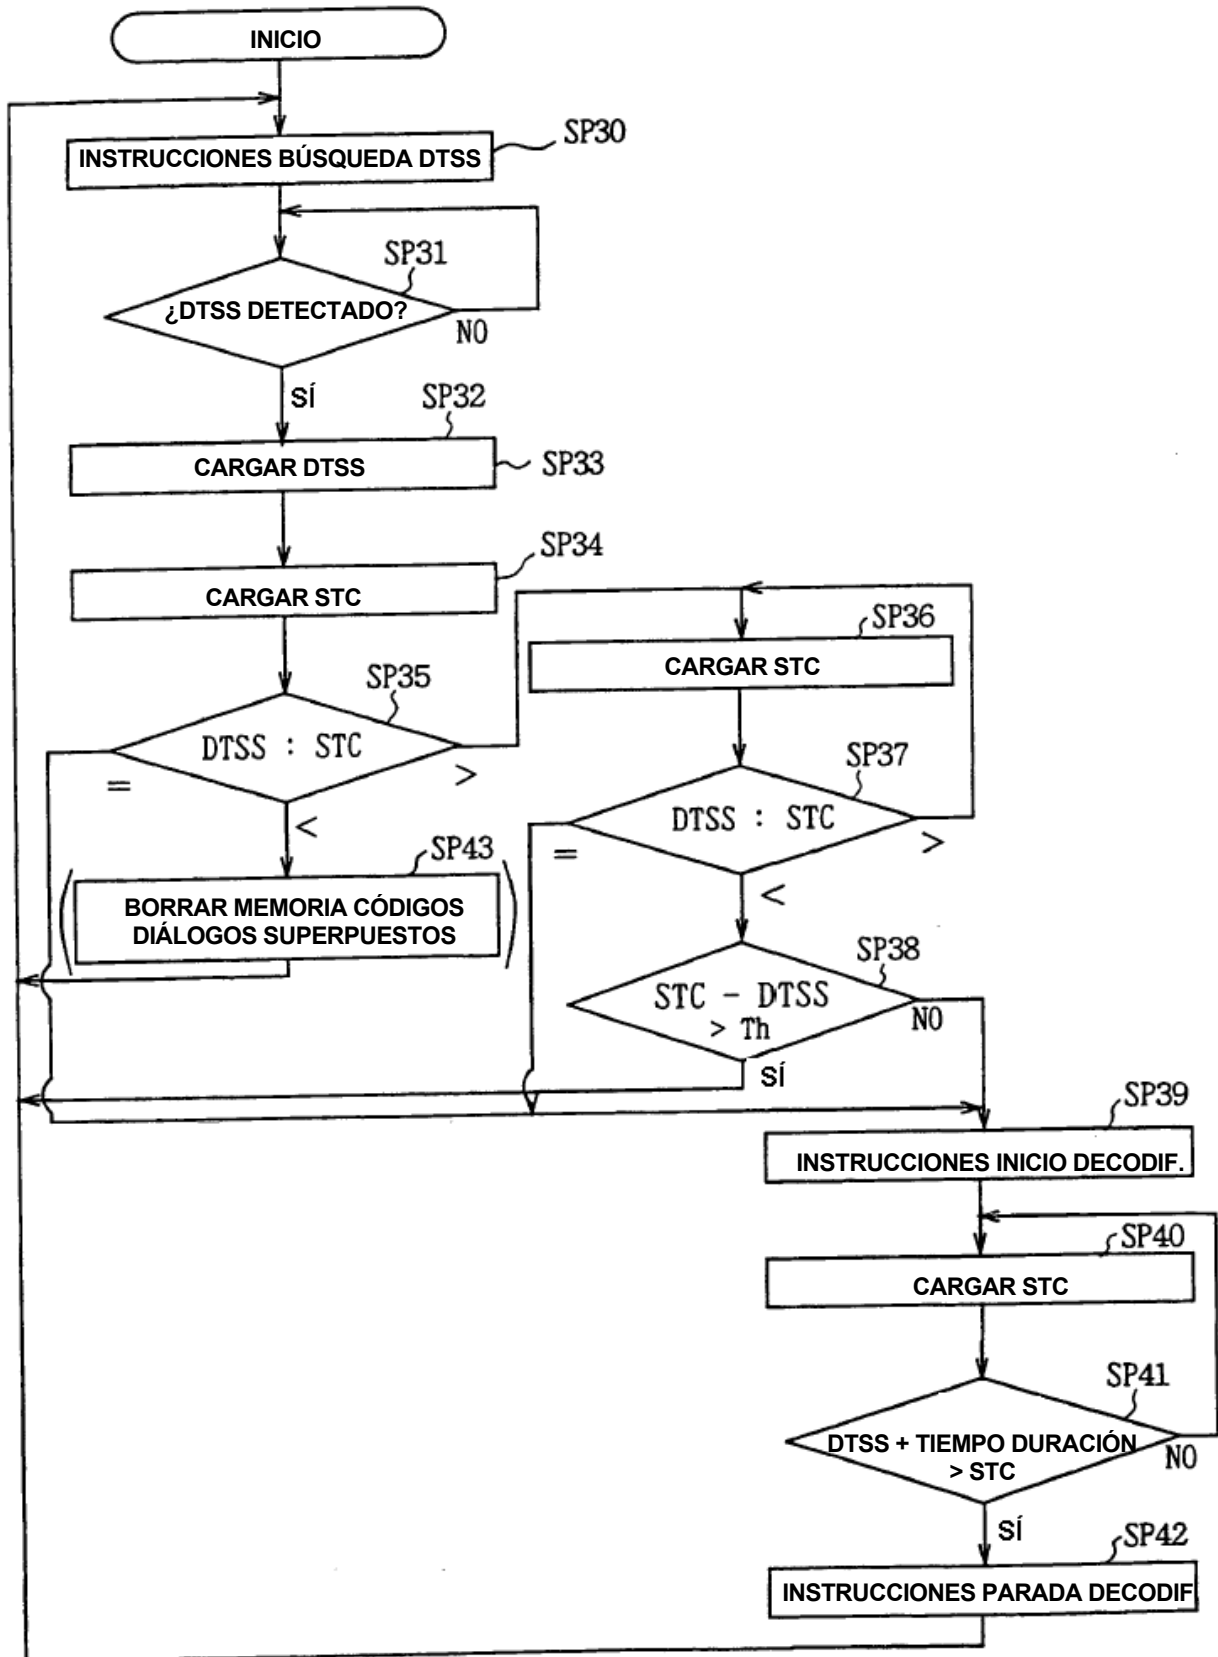 INICIO
SP30
INSTRUCCIONES BÚSQUEDA DTSS
SP31
¿DTSS DETECTADO?
NO
SÍ
SP32
CARGAR DTSS
SP33
SP34
CARGAR STC
SP35
DTSS : STC
=
>
<
SP36
CARGAR STC
SP37
DTSS : STC
=
>
<
SP43
BORRAR MEMORIA CÓDIGOS
DIÁLOGOS SUPERPUESTOS
SP38
STC - DTSS
> Th
NO
SÍ
SP39
INSTRUCCIONES INICIO DECODIF.
SP40
CARGAR STC
SP41
DTSS + TIEMPO DURACIÓN
> STC
NO
SÍ
SP42
INSTRUCCIONES PARADA DECODIF